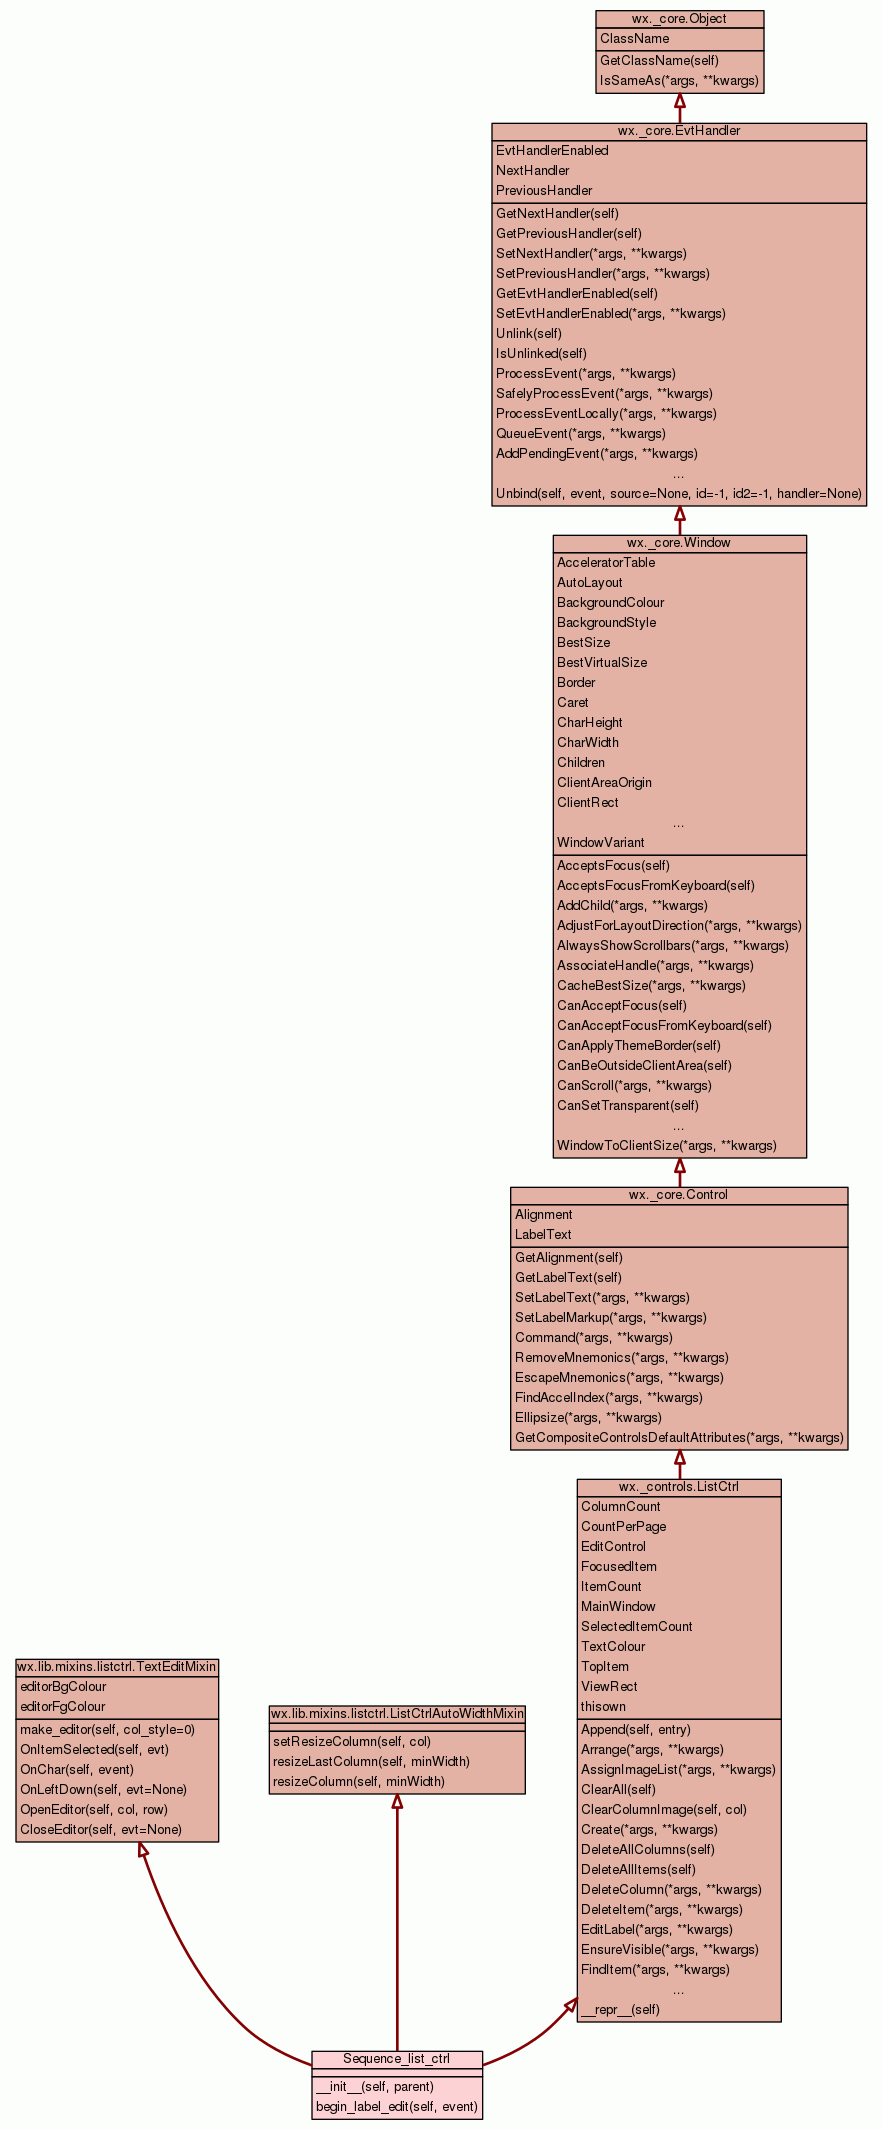 wx._core.Object
ClassName
GetClassName(self)
IsSameAs(*args, **kwargs)
wx._core.EvtHandler
EvtHandlerEnabled
NextHandler
PreviousHandler
GetNextHandler(self)
GetPreviousHandler(self)
SetNextHandler(*args, **kwargs)
SetPreviousHandler(*args, **kwargs)
GetEvtHandlerEnabled(self)
SetEvtHandlerEnabled(*args, **kwargs)
Unlink(self)
IsUnlinked(self)
ProcessEvent(*args, **kwargs)
SafelyProcessEvent(*args, **kwargs)
ProcessEventLocally(*args, **kwargs)
QueueEvent(*args, **kwargs)
AddPendingEvent(*args, **kwargs)
...
Unbind(self, event, source=None, id=-1, id2=-1, handler=None)
wx._core.Window
AcceleratorTable
AutoLayout
BackgroundColour
BackgroundStyle
BestSize
BestVirtualSize
Border
Caret
CharHeight
CharWidth
Children
ClientAreaOrigin
ClientRect
...
WindowVariant
AcceptsFocus(self)
AcceptsFocusFromKeyboard(self)
AddChild(*args, **kwargs)
AdjustForLayoutDirection(*args, **kwargs)
AlwaysShowScrollbars(*args, **kwargs)
AssociateHandle(*args, **kwargs)
CacheBestSize(*args, **kwargs)
CanAcceptFocus(self)
CanAcceptFocusFromKeyboard(self)
CanApplyThemeBorder(self)
CanBeOutsideClientArea(self)
CanScroll(*args, **kwargs)
CanSetTransparent(self)
...
WindowToClientSize(*args, **kwargs)
wx._core.Control
Alignment
LabelText
GetAlignment(self)
GetLabelText(self)
SetLabelText(*args, **kwargs)
SetLabelMarkup(*args, **kwargs)
Command(*args, **kwargs)
RemoveMnemonics(*args, **kwargs)
EscapeMnemonics(*args, **kwargs)
FindAccelIndex(*args, **kwargs)
Ellipsize(*args, **kwargs)
GetCompositeControlsDefaultAttributes(*args, **kwargs)
wx._controls.ListCtrl
ColumnCount
CountPerPage
EditControl
FocusedItem
ItemCount
MainWindow
SelectedItemCount
TextColour
TopItem
ViewRect
thisown
Append(self, entry)
Arrange(*args, **kwargs)
AssignImageList(*args, **kwargs)
ClearAll(self)
ClearColumnImage(self, col)
Create(*args, **kwargs)
DeleteAllColumns(self)
DeleteAllItems(self)
DeleteColumn(*args, **kwargs)
DeleteItem(*args, **kwargs)
EditLabel(*args, **kwargs)
EnsureVisible(*args, **kwargs)
FindItem(*args, **kwargs)
...
__repr__(self)
wx.lib.mixins.listctrl.TextEditMixin
editorBgColour
editorFgColour
make_editor(self, col_style=0)
OnItemSelected(self, evt)
OnChar(self, event)
OnLeftDown(self, evt=None)
OpenEditor(self, col, row)
CloseEditor(self, evt=None)
wx.lib.mixins.listctrl.ListCtrlAutoWidthMixin
setResizeColumn(self, col)
resizeLastColumn(self, minWidth)
resizeColumn(self, minWidth)
Sequence_list_ctrl
__init__(self, parent)
begin_label_edit(self, event)